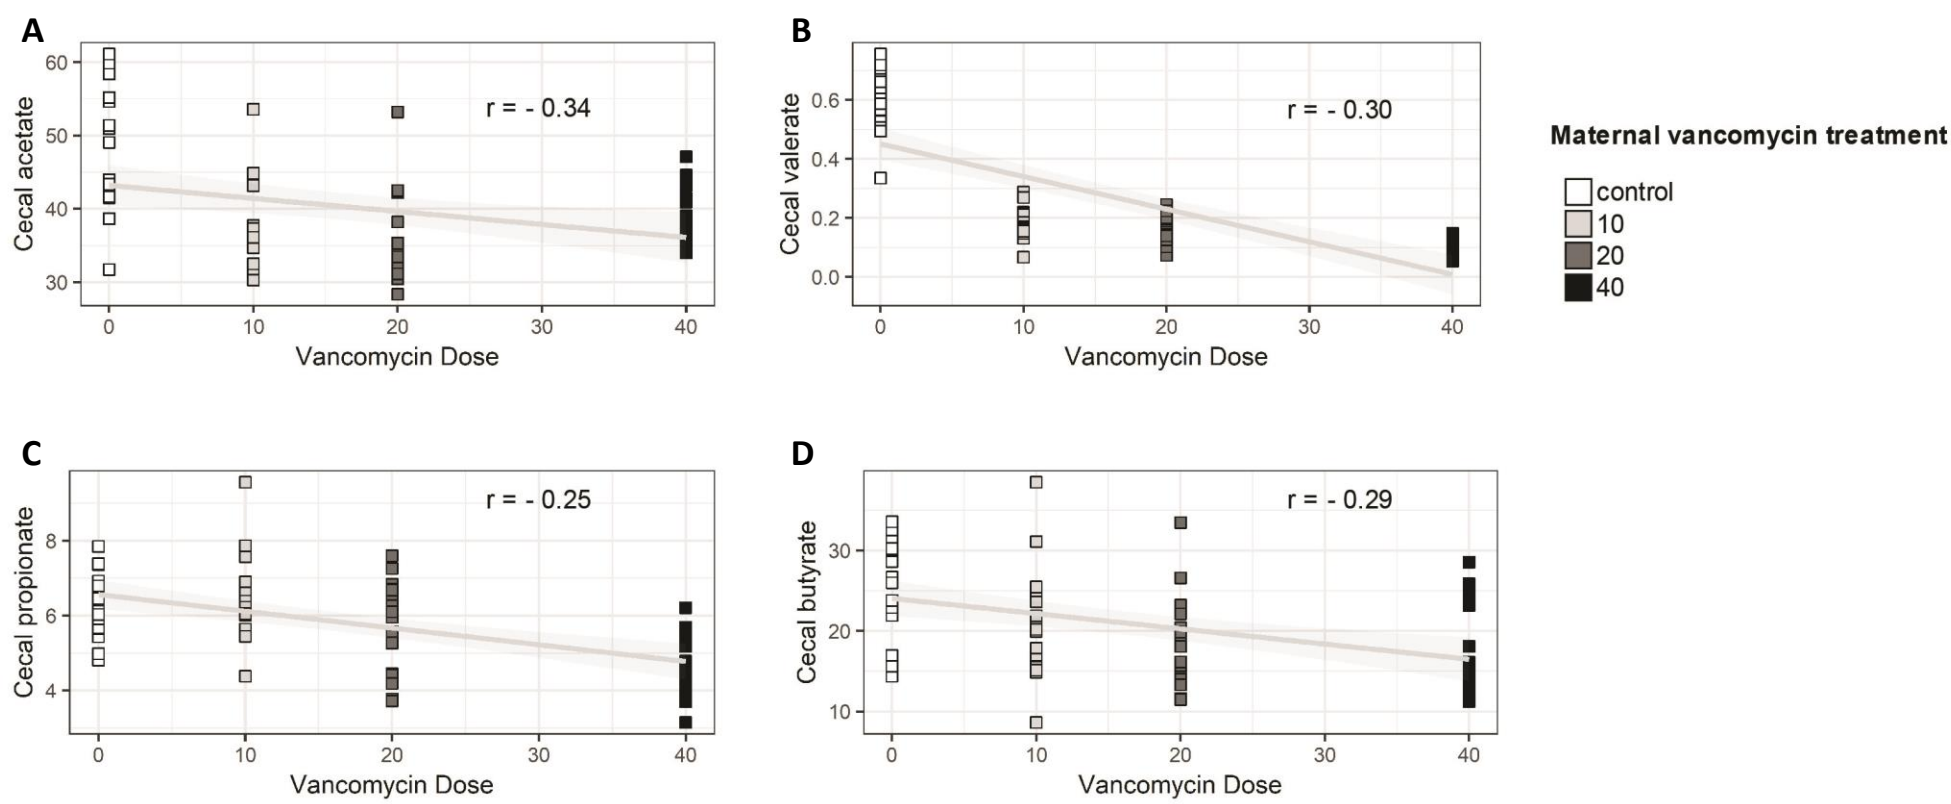 A
Cecal acetate
60
50
40
30
r = - 0.34
0 10 20 30 40
Vancomycin Dose
B
Cecal valerate
0.6
0.4
0.2
0.0
r = - 0.30
0 10 20 30 40
Vancomycin Dose
Maternal vancomycin treatment
control
10
20
40
C
Cecal propionate
8
6
4
r = - 0.25
0 10 20 30 40
Vancomycin Dose
D
Cecal butyrate
30
20
10
r = - 0.29
0 10 20 30 40
Vancomycin Dose